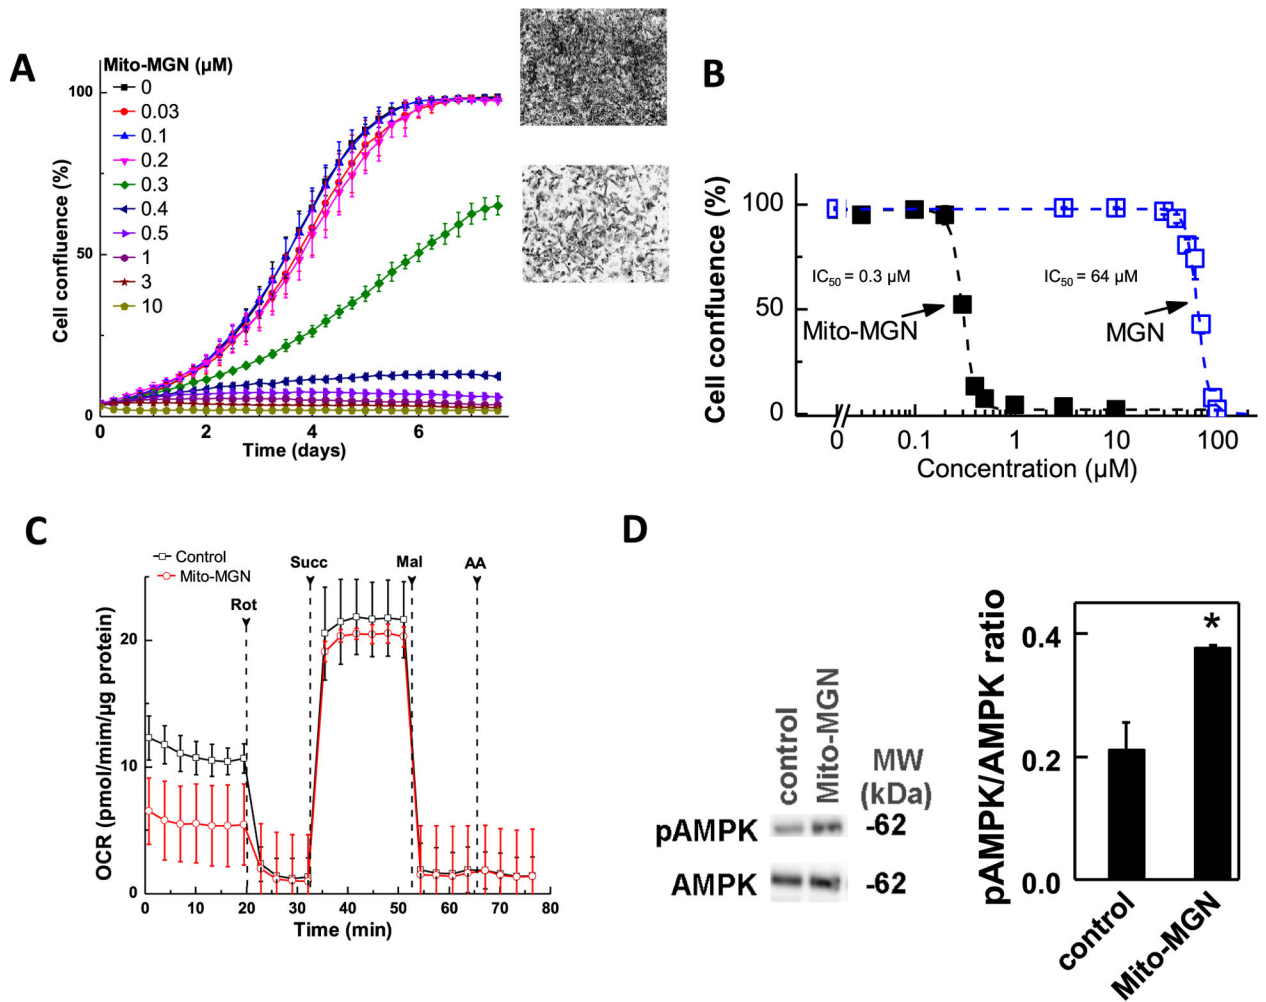 A
Mito-MGN (µM)
0
0.03
0.1
0.2
0.3
0.4
0.5
1
3
10
100
50
0
Cell confluence (%)
0 2 4 6
Time (days)
B
Cell confluence (%)
100
50
0
IC50 = 0.3 µM
IC50 = 64 µM
Mito-MGN
MGN
0 0.1 1 10 100
Concentration (µM)
C
Control
Mito-MGN
Rot
Succ
Mal
AA
OCR (pmol/mim/µg protein)
20
10
0
0 10 20 30 40 50 60 70 80
Time (min)
D
control
Mito-MGN
MW
(kDa)
pAMPK
-62
AMPK
-62
pAMPK/AMPK ratio
0.4
0.2
0.0
*
control
Mito-MGN